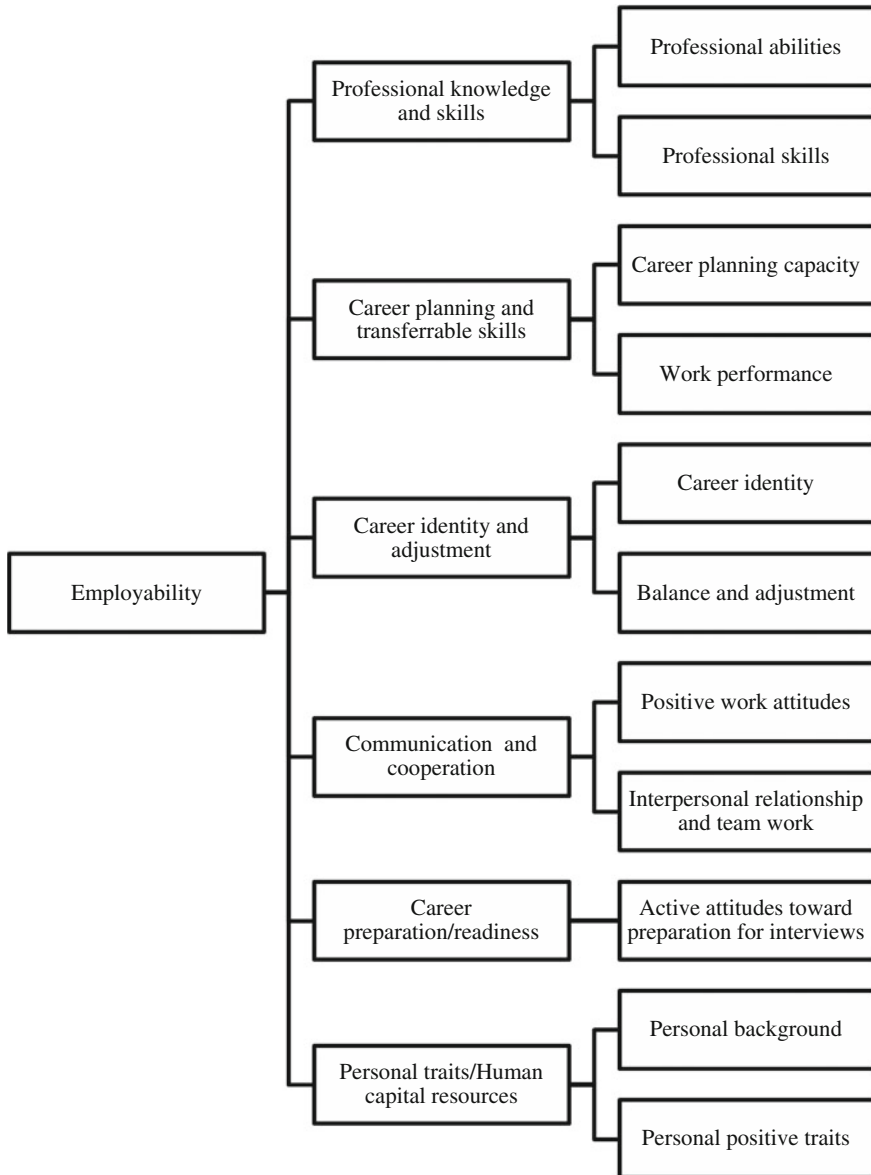 Employability
Professional knowledge
and skills
Professional abilities
Professional skills
Career planning and
transferrable skills
Career planning capacity
Work performance
Career identity and
adjustment
Career identity
Balance and adjustment
Communication and
cooperation
Positive work attitudes
Interpersonal relationship
and team work
Career
preparation/readiness
Active attitudes toward
preparation for interviews
Personal traits/Human
capital resources
Personal background
Personal positive traits